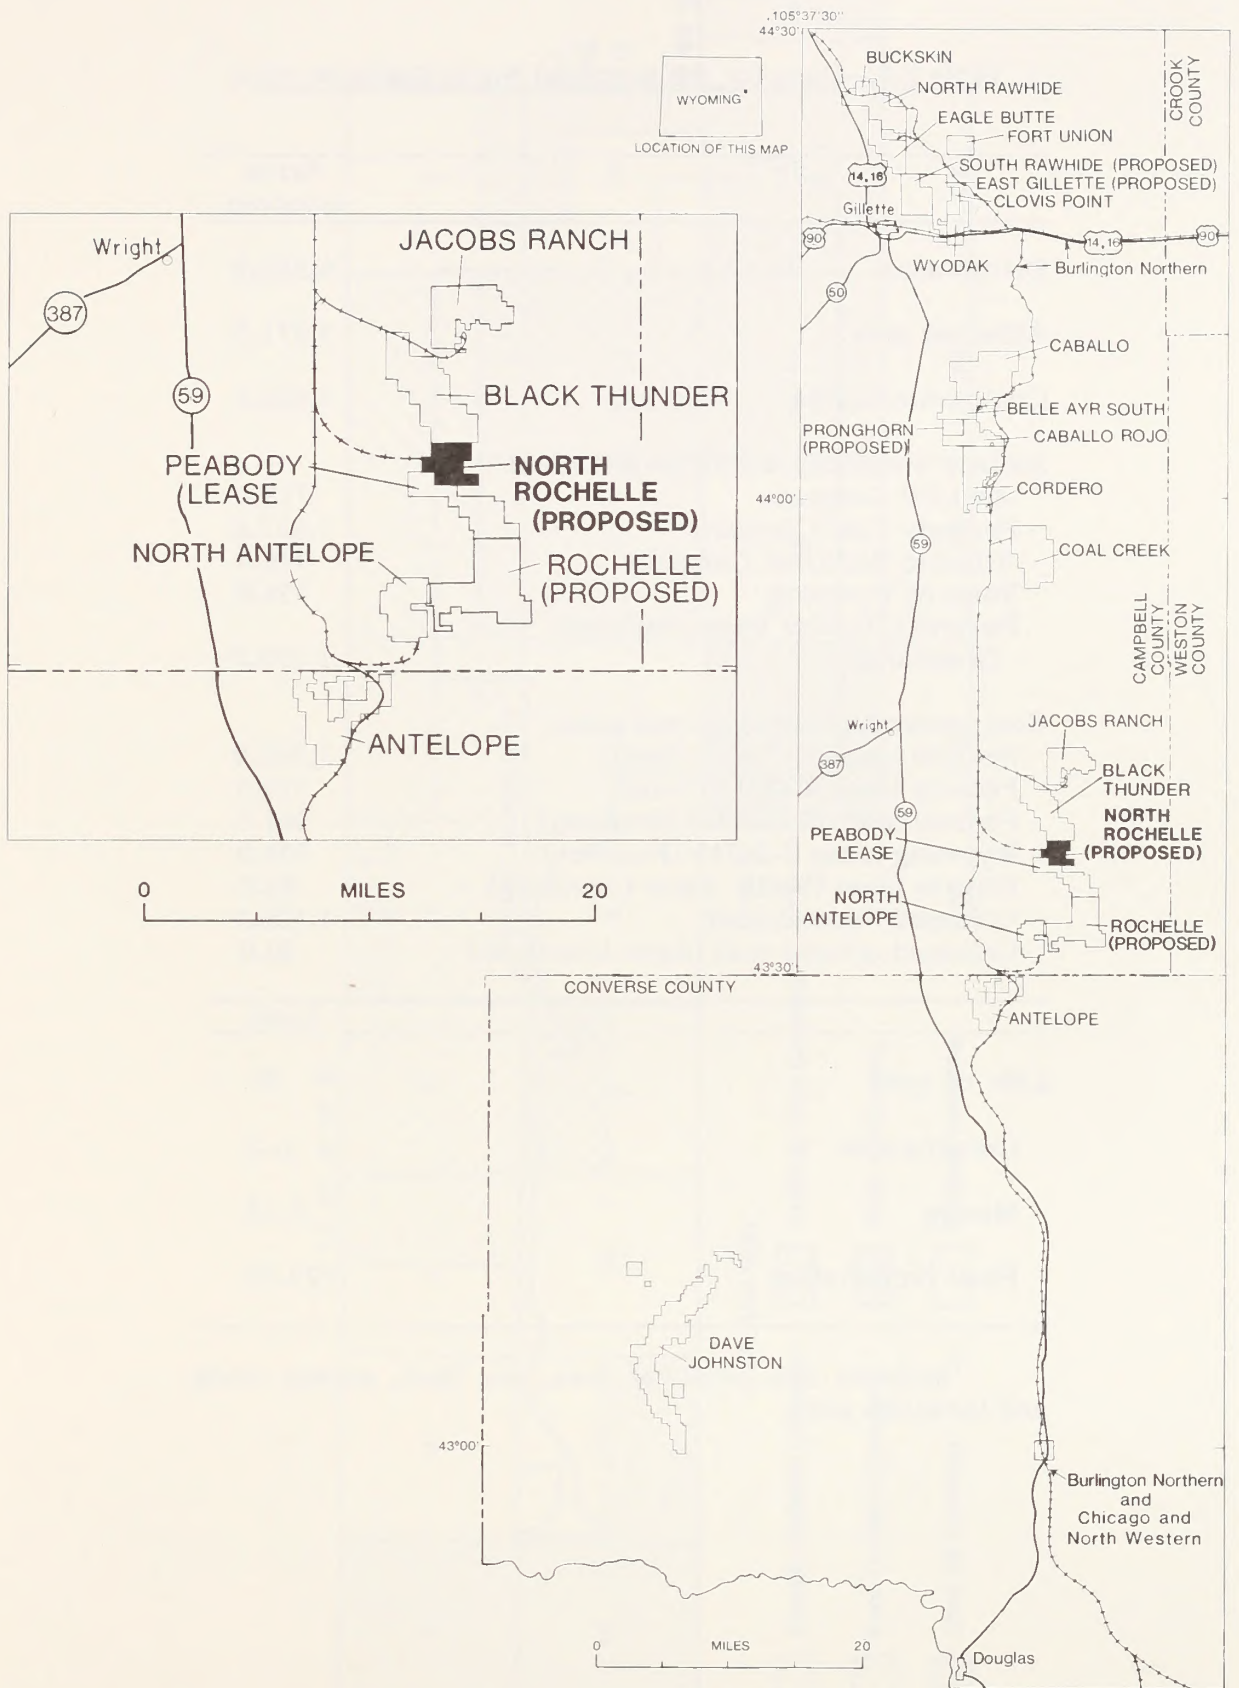 .105°37'30"
44°30'
WYOMING
LOCATION OF THIS MAP
BUCKSKIN
NORTH RAWHIDE
EAGLE BUTTE
FORT UNION
SOUTH RAWHIDE (PROPOSED)
EAST GILLETTE (PROPOSED)
CLOVIS POINT
CROOK
COUNTY
14,16
Gillette
90
14,16
90
WYODAK
Burlington Northern
50
CABALLO
BELLE AYR SOUTH
PRONGHORN
(PROPOSED)
CABALLO ROJO
CORDERO
44°00'
59
COAL CREEK
CAMPBELL
COUNTY
WESTON
COUNTY
Wright
387
JACOBS RANCH
BLACK
THUNDER
59
NORTH
ROCHELLE
(PROPOSED)
PEABODY
LEASE
NORTH
ANTELOPE
ROCHELLE
(PROPOSED)
43°30'
CONVERSE COUNTY
ANTELOPE
DAVE
JOHNSTON
43°00'
Burlington Northern
and
Chicago and
North Western
0 MILES 20
Douglas
Wright
387
59
JACOBS RANCH
BLACK THUNDER
PEABODY
LEASE
NORTH
ROCHELLE
(PROPOSED)
NORTH ANTELOPE
ROCHELLE
(PROPOSED)
ANTELOPE
0 MILES 20